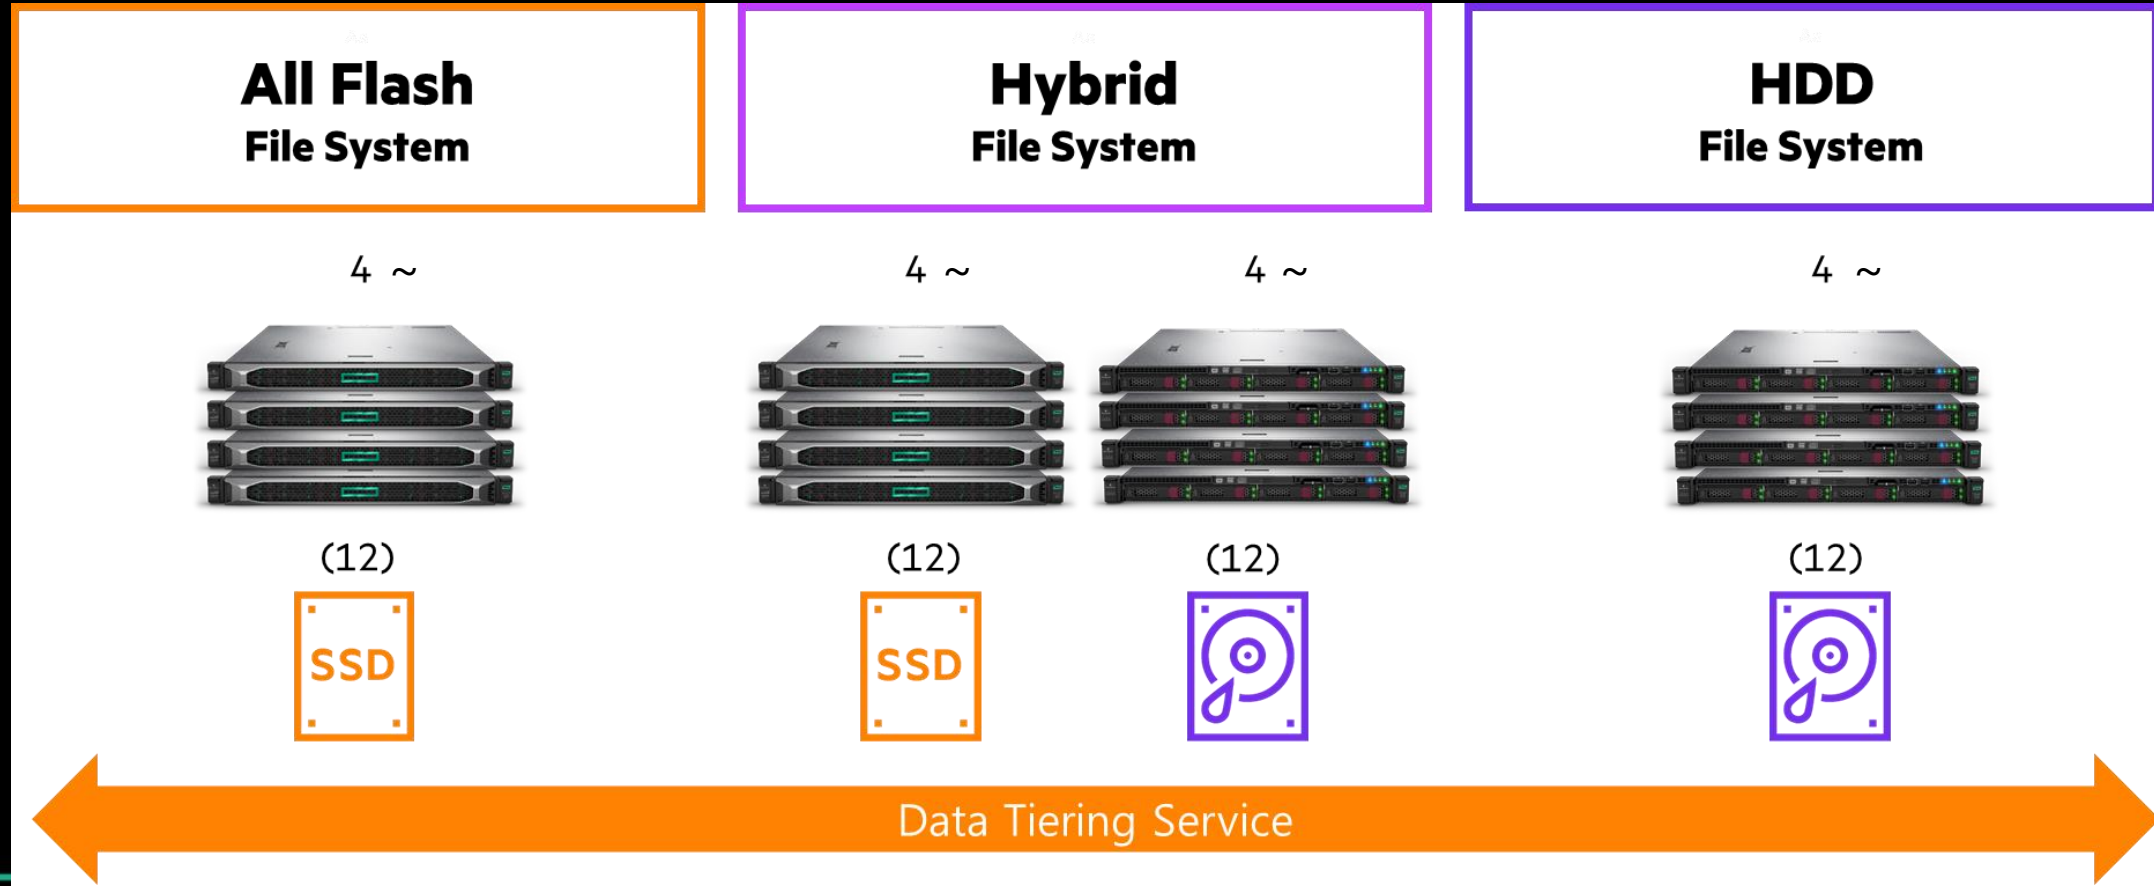 All Flash
File System
Hybrid
File System
HDD
File System
4 ~
4 ~
4 ~
4 ~
(12)
(12)
(12)
(12)
SSD
SSD
Data Tiering Service